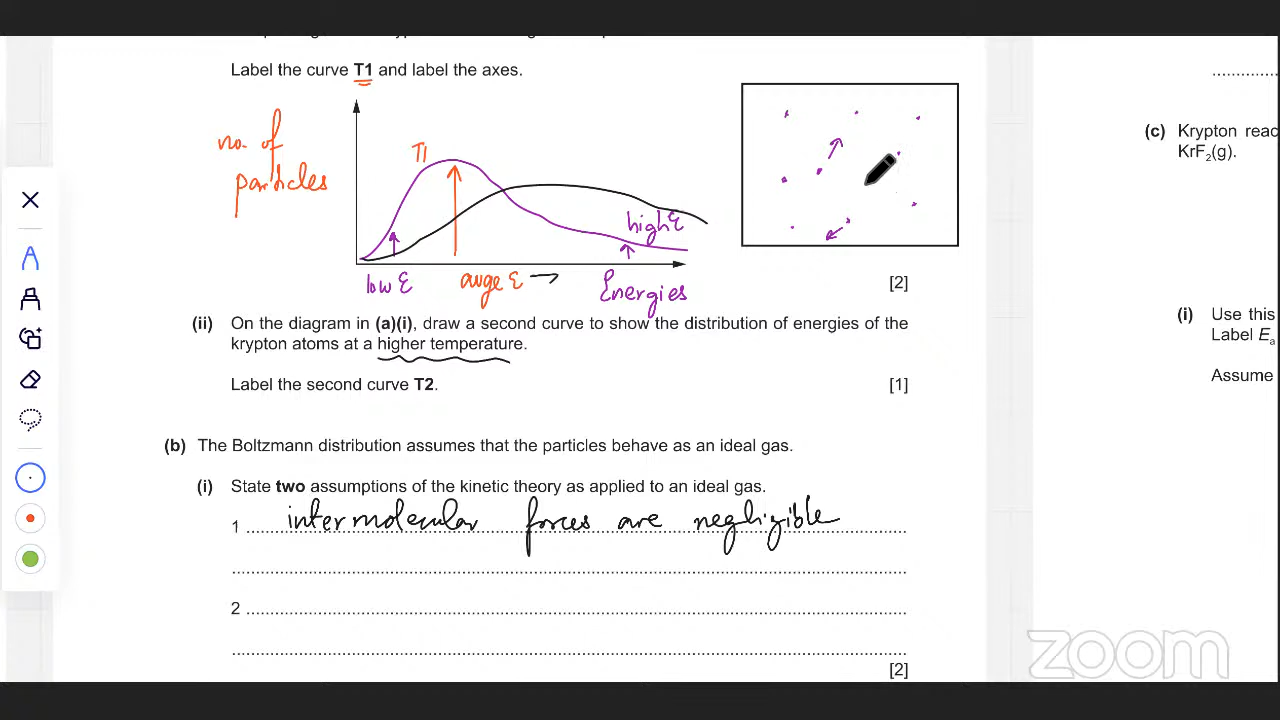 Label the curve T1 and label the axes.
no. of
particles
T1
high E
low E
avge E
Energies
[2]
(ii) On the diagram in (a)(i), draw a second curve to show the distribution of energies of the
krypton atoms at a higher temperature.
Label the second curve T2.
[1]
(b) The Boltzmann distribution assumes that the particles behave as an ideal gas.
(i) State two assumptions of the kinetic theory as applied to an ideal gas.
1 intermolecular forces are negligible
2
[2]
(c) Krypton reac
KrF2(g).
(i) Use this
Label Ea
Assume
zoom